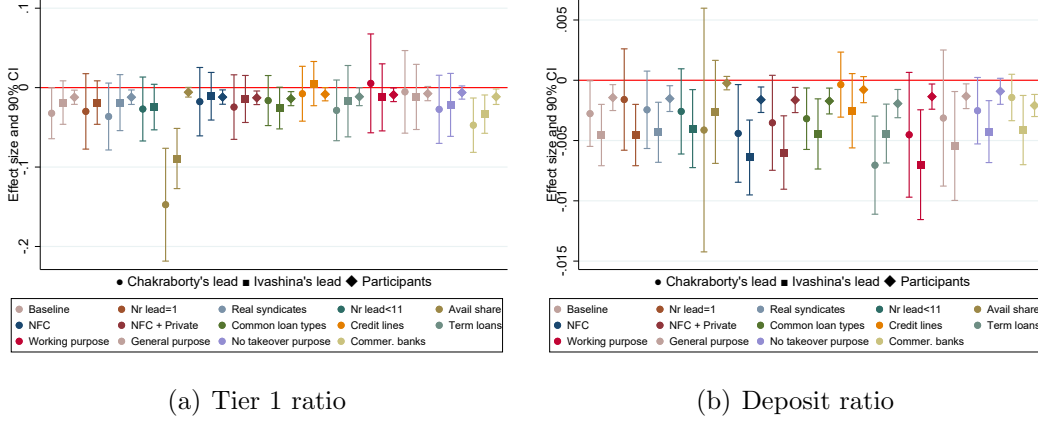 .1
0
-.1
-.2
Effect size and 90% CI
Chakraborty's lead Ivashina's lead Participants
Baseline Nr lead=1 Real syndicates Nr lead<11 Avail share
NFC NFC + Private Common loan types Credit lines Term loans
Working purpose General purpose No takeover purpose Commer. banks
(a) Tier 1 ratio
.005
0
-.005
-.01
-.015
Effect size and 90% CI
Chakraborty's lead Ivashina's lead Participants
Baseline Nr lead=1 Real syndicates Nr lead<11 Avail share
NFC NFC + Private Common loan types Credit lines Term loans
Working purpose General purpose No takeover purpose Commer. banks
(b) Deposit ratio